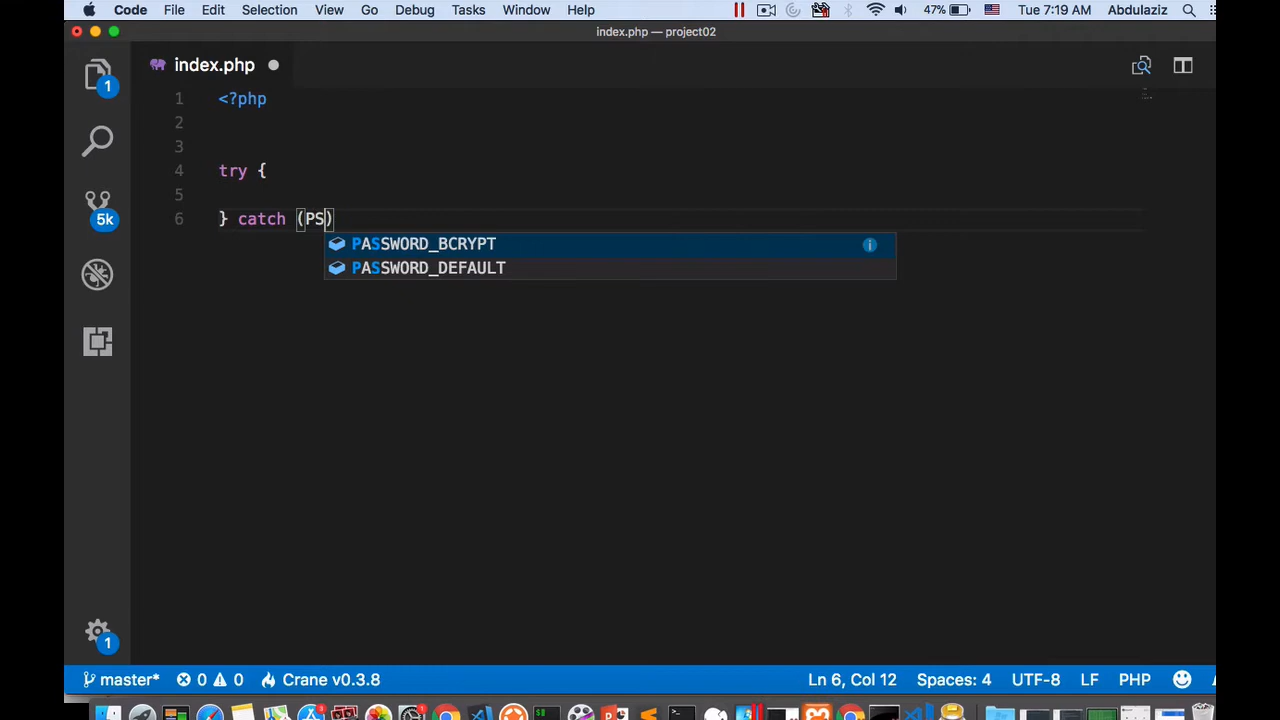 Code File Edit Selection View Go Debug Tasks Window Help 47% Tue 7:19 AM Abdulaziz
index.php — project02
index.php
1
1 <?php
2
3
4 try {
5
6 } catch (PS)
PASSWORD_BCRYPT
PASSWORD_DEFAULT
5k
1
master* 0 0 Crane v0.3.8 Ln 6, Col 12 Spaces: 4 UTF-8 LF PHP